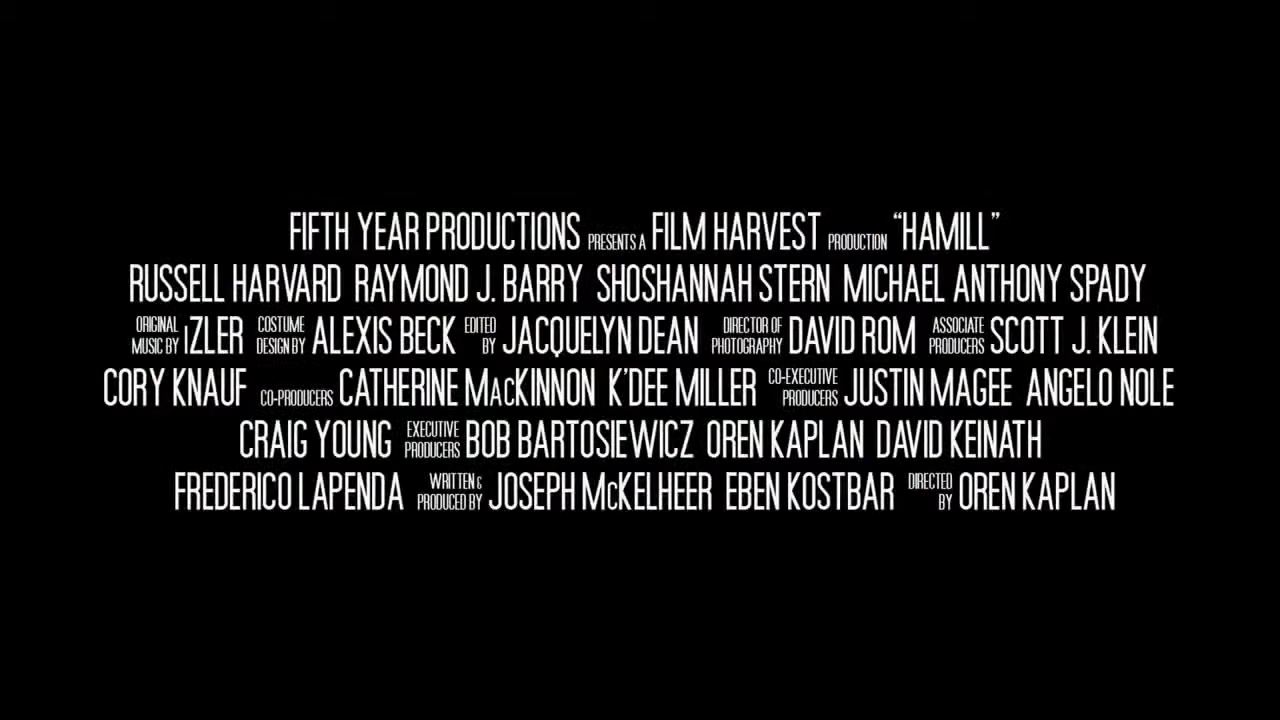 FIFTH YEAR PRODUCTIONS PRESENTS A FILM HARVEST PRODUCTION “HAMILL”
RUSSELL HARVARD RAYMOND J. BARRY SHOSHANNAH STERN MICHAEL ANTHONY SPADY
ORIGINAL MUSIC BY iZLER COSTUME DESIGN BY ALEXIS BECK EDITED BY JACQUELYN DEAN DIRECTOR OF PHOTOGRAPHY DAVID ROM ASSOCIATE PRODUCERS SCOTT J. KLEIN
CORY KNAUF CO-PRODUCERS CATHERINE MACKINNON K'DEE MILLER CO-EXECUTIVE PRODUCERS JUSTIN MAGEE ANGELO NOLE
CRAIG YOUNG EXECUTIVE PRODUCERS BOB BARTOSIEWICZ OREN KAPLAN DAVID KEINATH
FREDERICO LAPENDA WRITTEN & PRODUCED BY JOSEPH McKELHEER EBEN KOSTBAR DIRECTED BY OREN KAPLAN